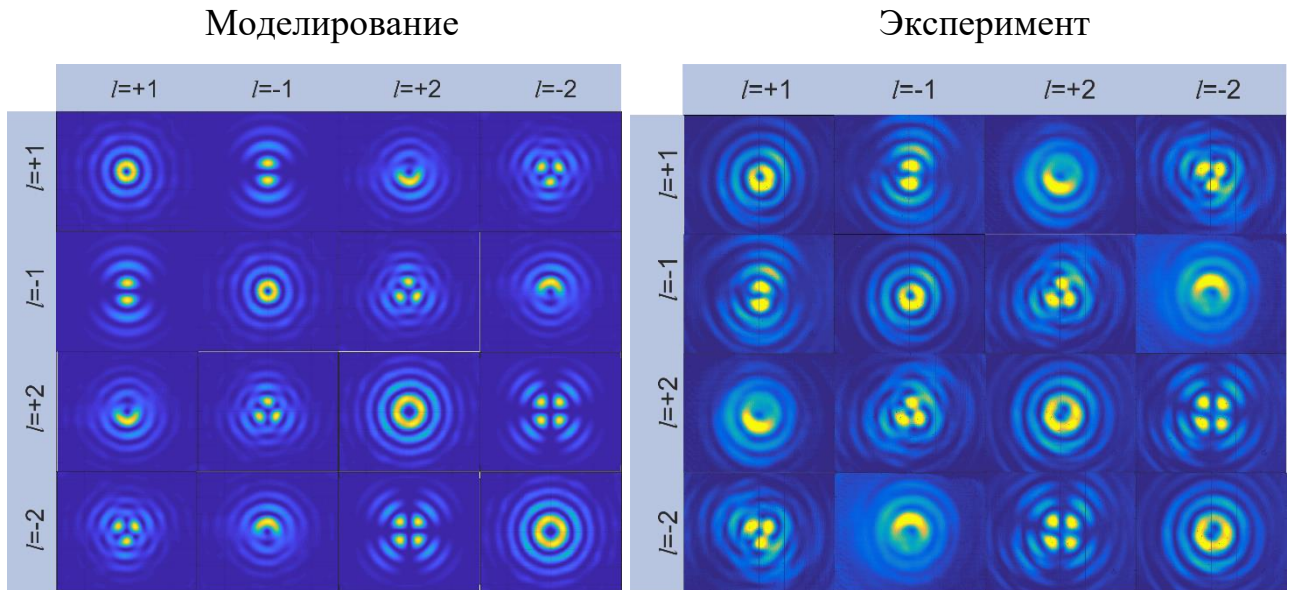 Моделирование
Эксперимент
l=+1 l=-1 l=+2 l=-2
l=+1
l=-1
l=+2
l=-2
l=+1 l=-1 l=+2 l=-2
l=+1
l=-1
l=+2
l=-2